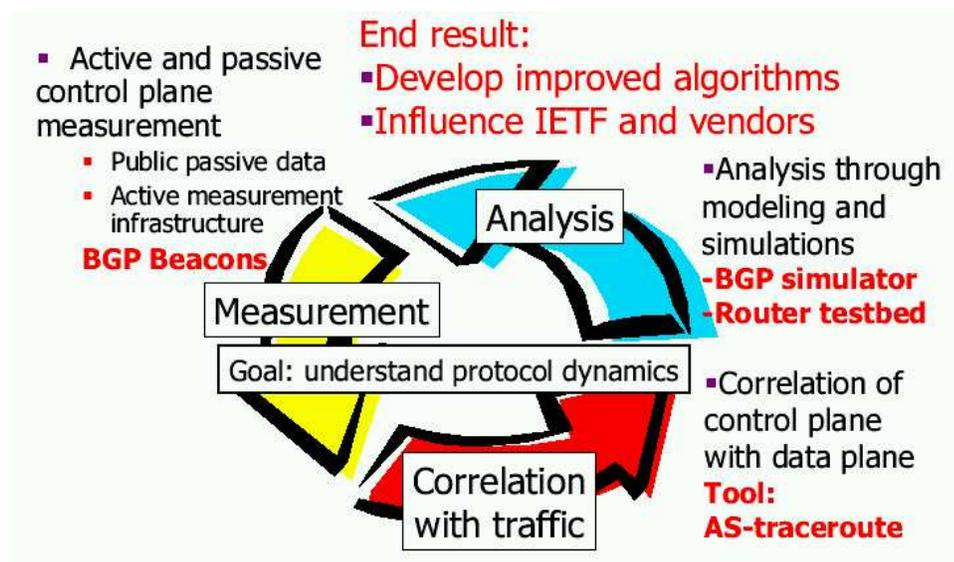 ▪ Active and passive
control plane
measurement
▪ Public passive data
▪ Active measurement
infrastructure
BGP Beacons
End result:
▪Develop improved algorithms
▪Influence IETF and vendors
Analysis
▪Analysis through
modeling and
simulations
-BGP simulator
-Router testbed
Measurement
Goal: understand protocol dynamics
Correlation
with traffic
▪Correlation of
control plane
with data plane
Tool:
AS-traceroute